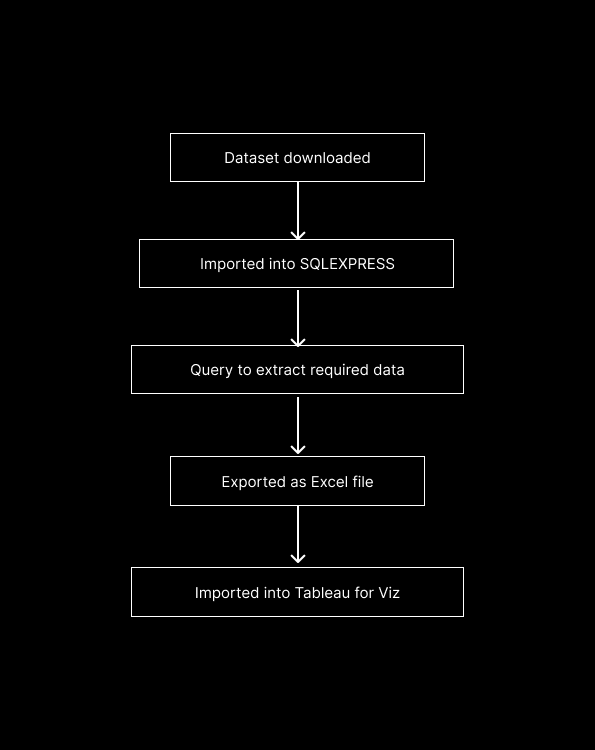 Dataset downloaded
Imported into SQLEXPRESS
Query to extract required data
Exported as Excel file
Imported into Tableau for Viz